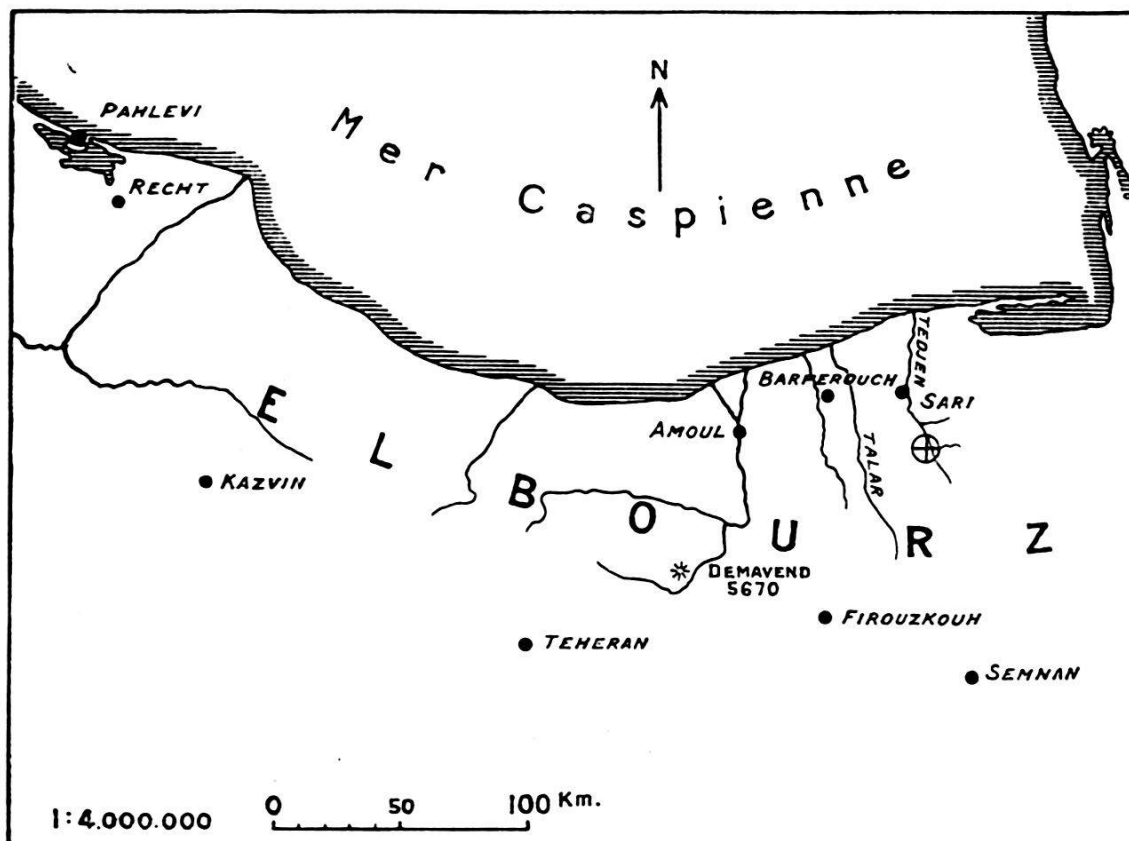 N
Mer Caspienne
PAHLEVI
RECHT
TEDJEN
BARFEROUCH
SARI
AMOUL
TALAR
ELBOURZ
KAZVIN
DEMAVEND
5670
FIROUZKOUH
TEHERAN
SEMNAN
0 50 100 Km.
1:4.000.000